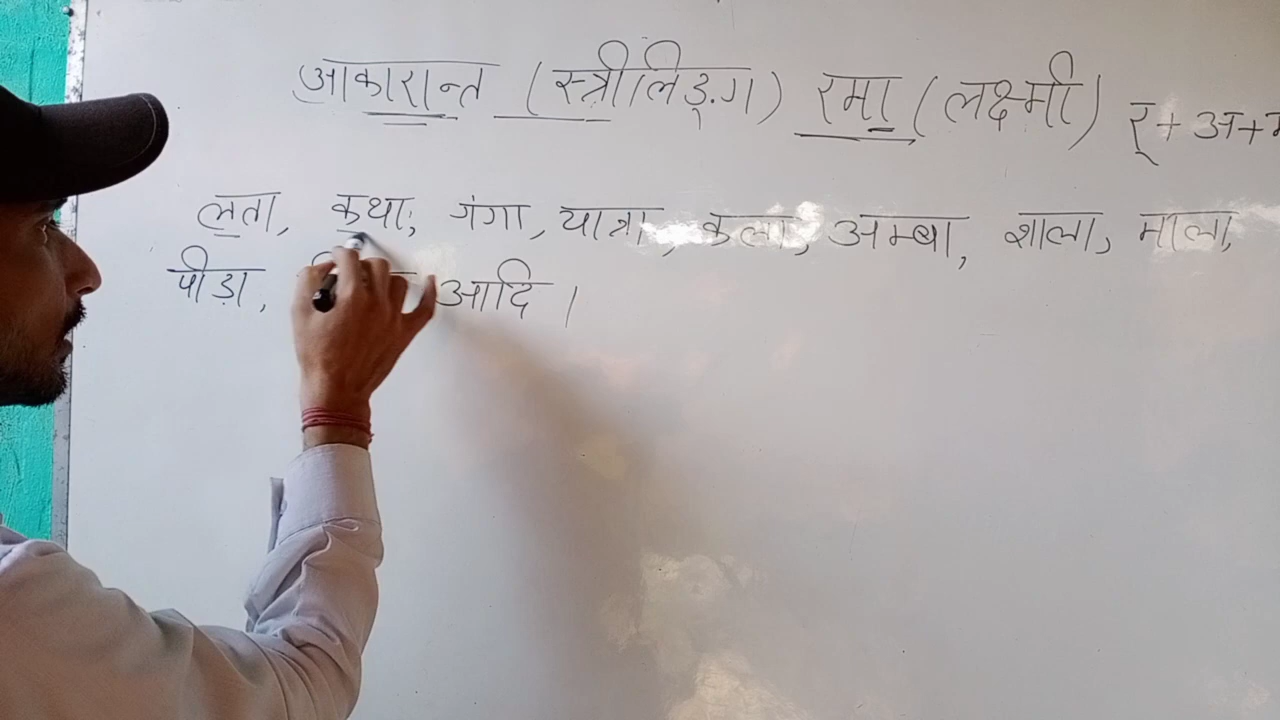 आकारान्त (स्त्रीलिङ्ग) रमा (लक्ष्मी) र्+अ+म
लता, कथा, गंगा, यात्रा, कला, अम्बा, शाला, माला,
पीड़ा, आदि ।